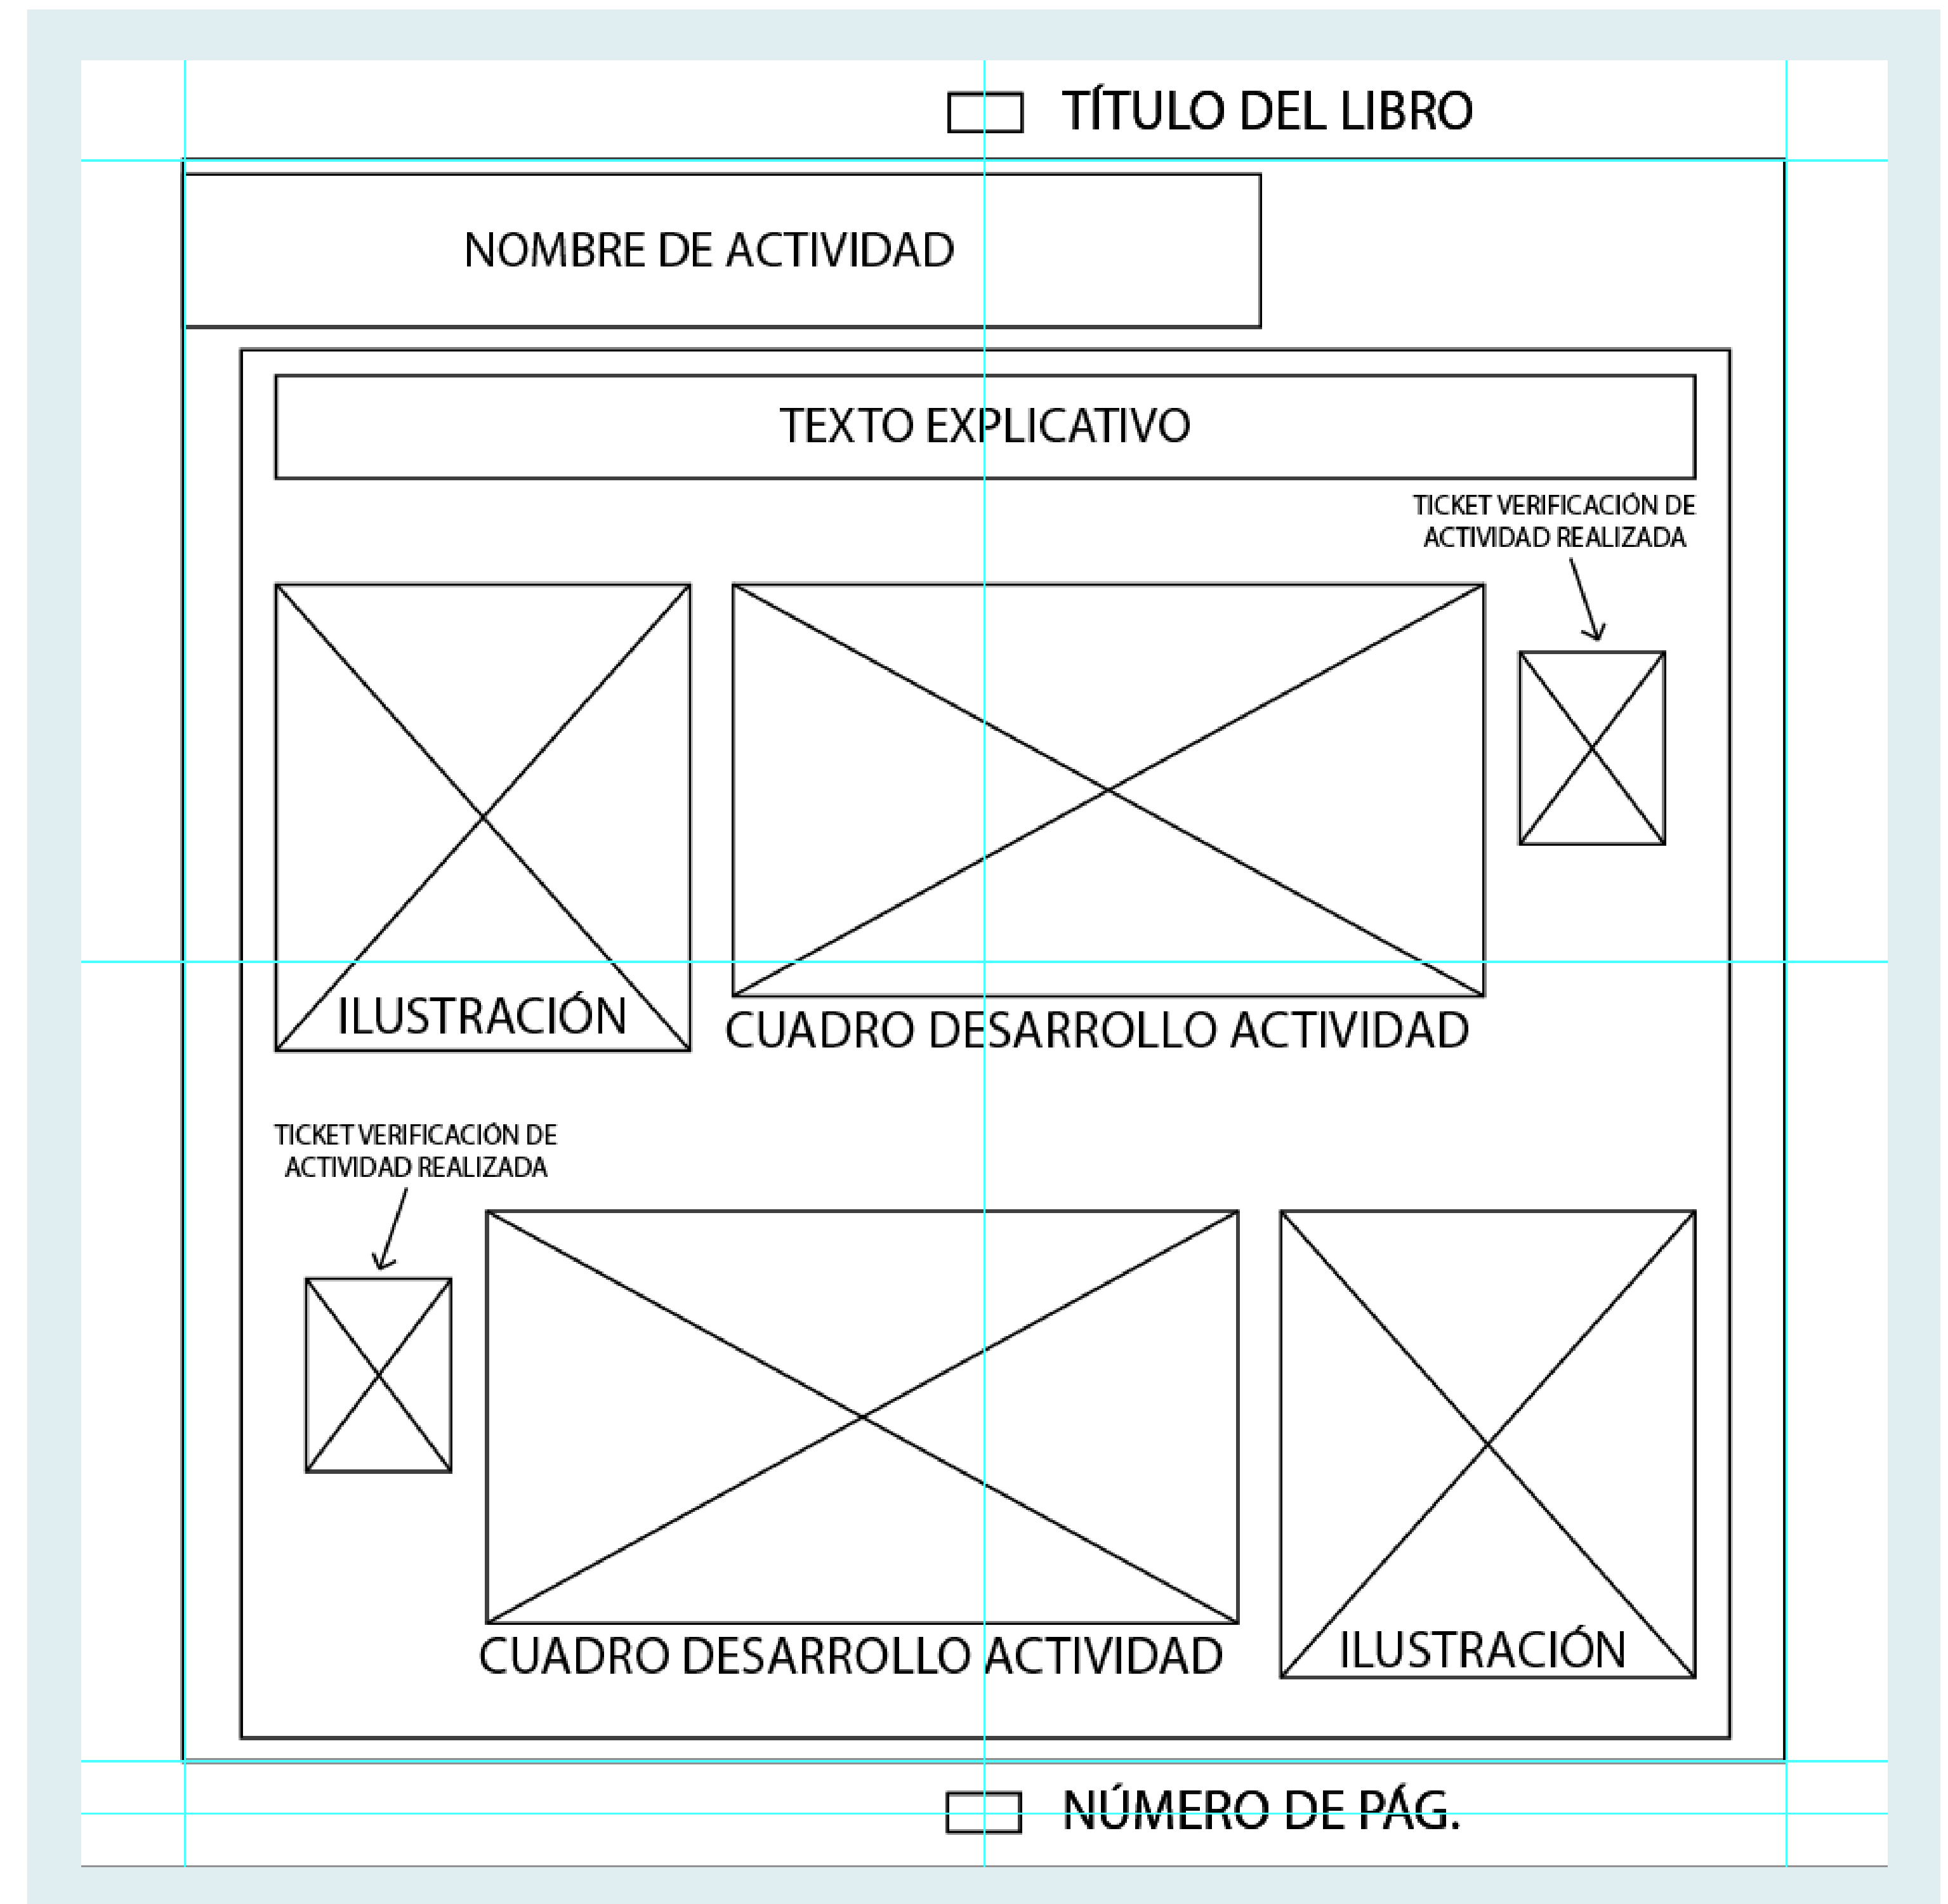 TÍTULO DEL LIBRO
NOMBRE DE ACTIVIDAD
TEXTO EXPLICATIVO
TICKET VERIFICACIÓN DE
ACTIVIDAD REALIZADA
ILUSTRACIÓN
CUADRO DESARROLLO ACTIVIDAD
TICKET VERIFICACIÓN DE
ACTIVIDAD REALIZADA
CUADRO DESARROLLO ACTIVIDAD
ILUSTRACIÓN
NÚMERO DE PÁG.